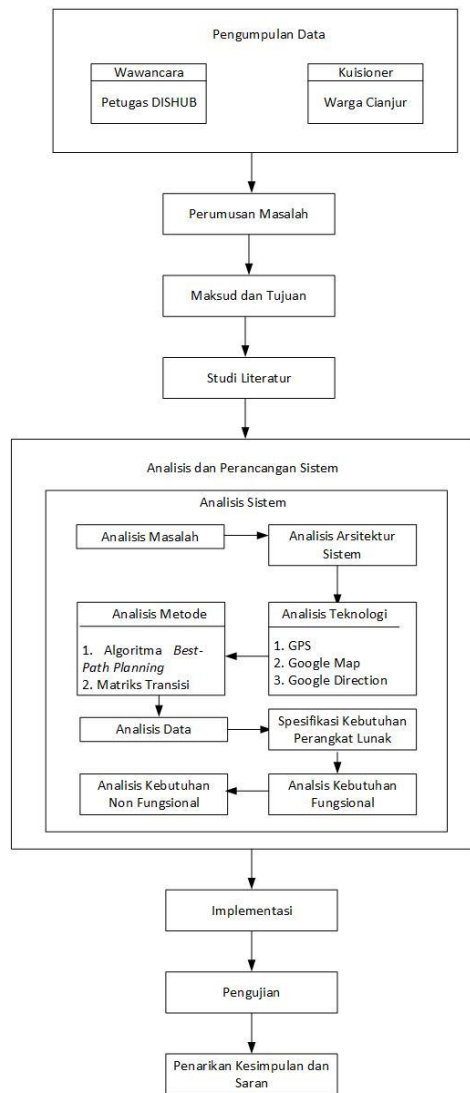 Pengumpulan Data
Wawancara
Petugas DISHUB
Kuisioner
Warga Cianjur
Perumusan Masalah
Maksud dan Tujuan
Studi Literatur
Analisis dan Perancangan Sistem
Analisis Sistem
Analisis Masalah
Analisis Arsitektur
Sistem
Analisis Teknologi
1. GPS
2. Google Map
3. Google Direction
Analisis Metode
1. Algoritma Best-
Path Planning
2. Matriks Transisi
Analisis Data
Spesifikasi Kebutuhan
Perangkat Lunak
Analsis Kebutuhan
Fungsional
Analisis Kebutuhan
Non Fungsional
Implementasi
Pengujian
Penarikan Kesimpulan dan
Saran